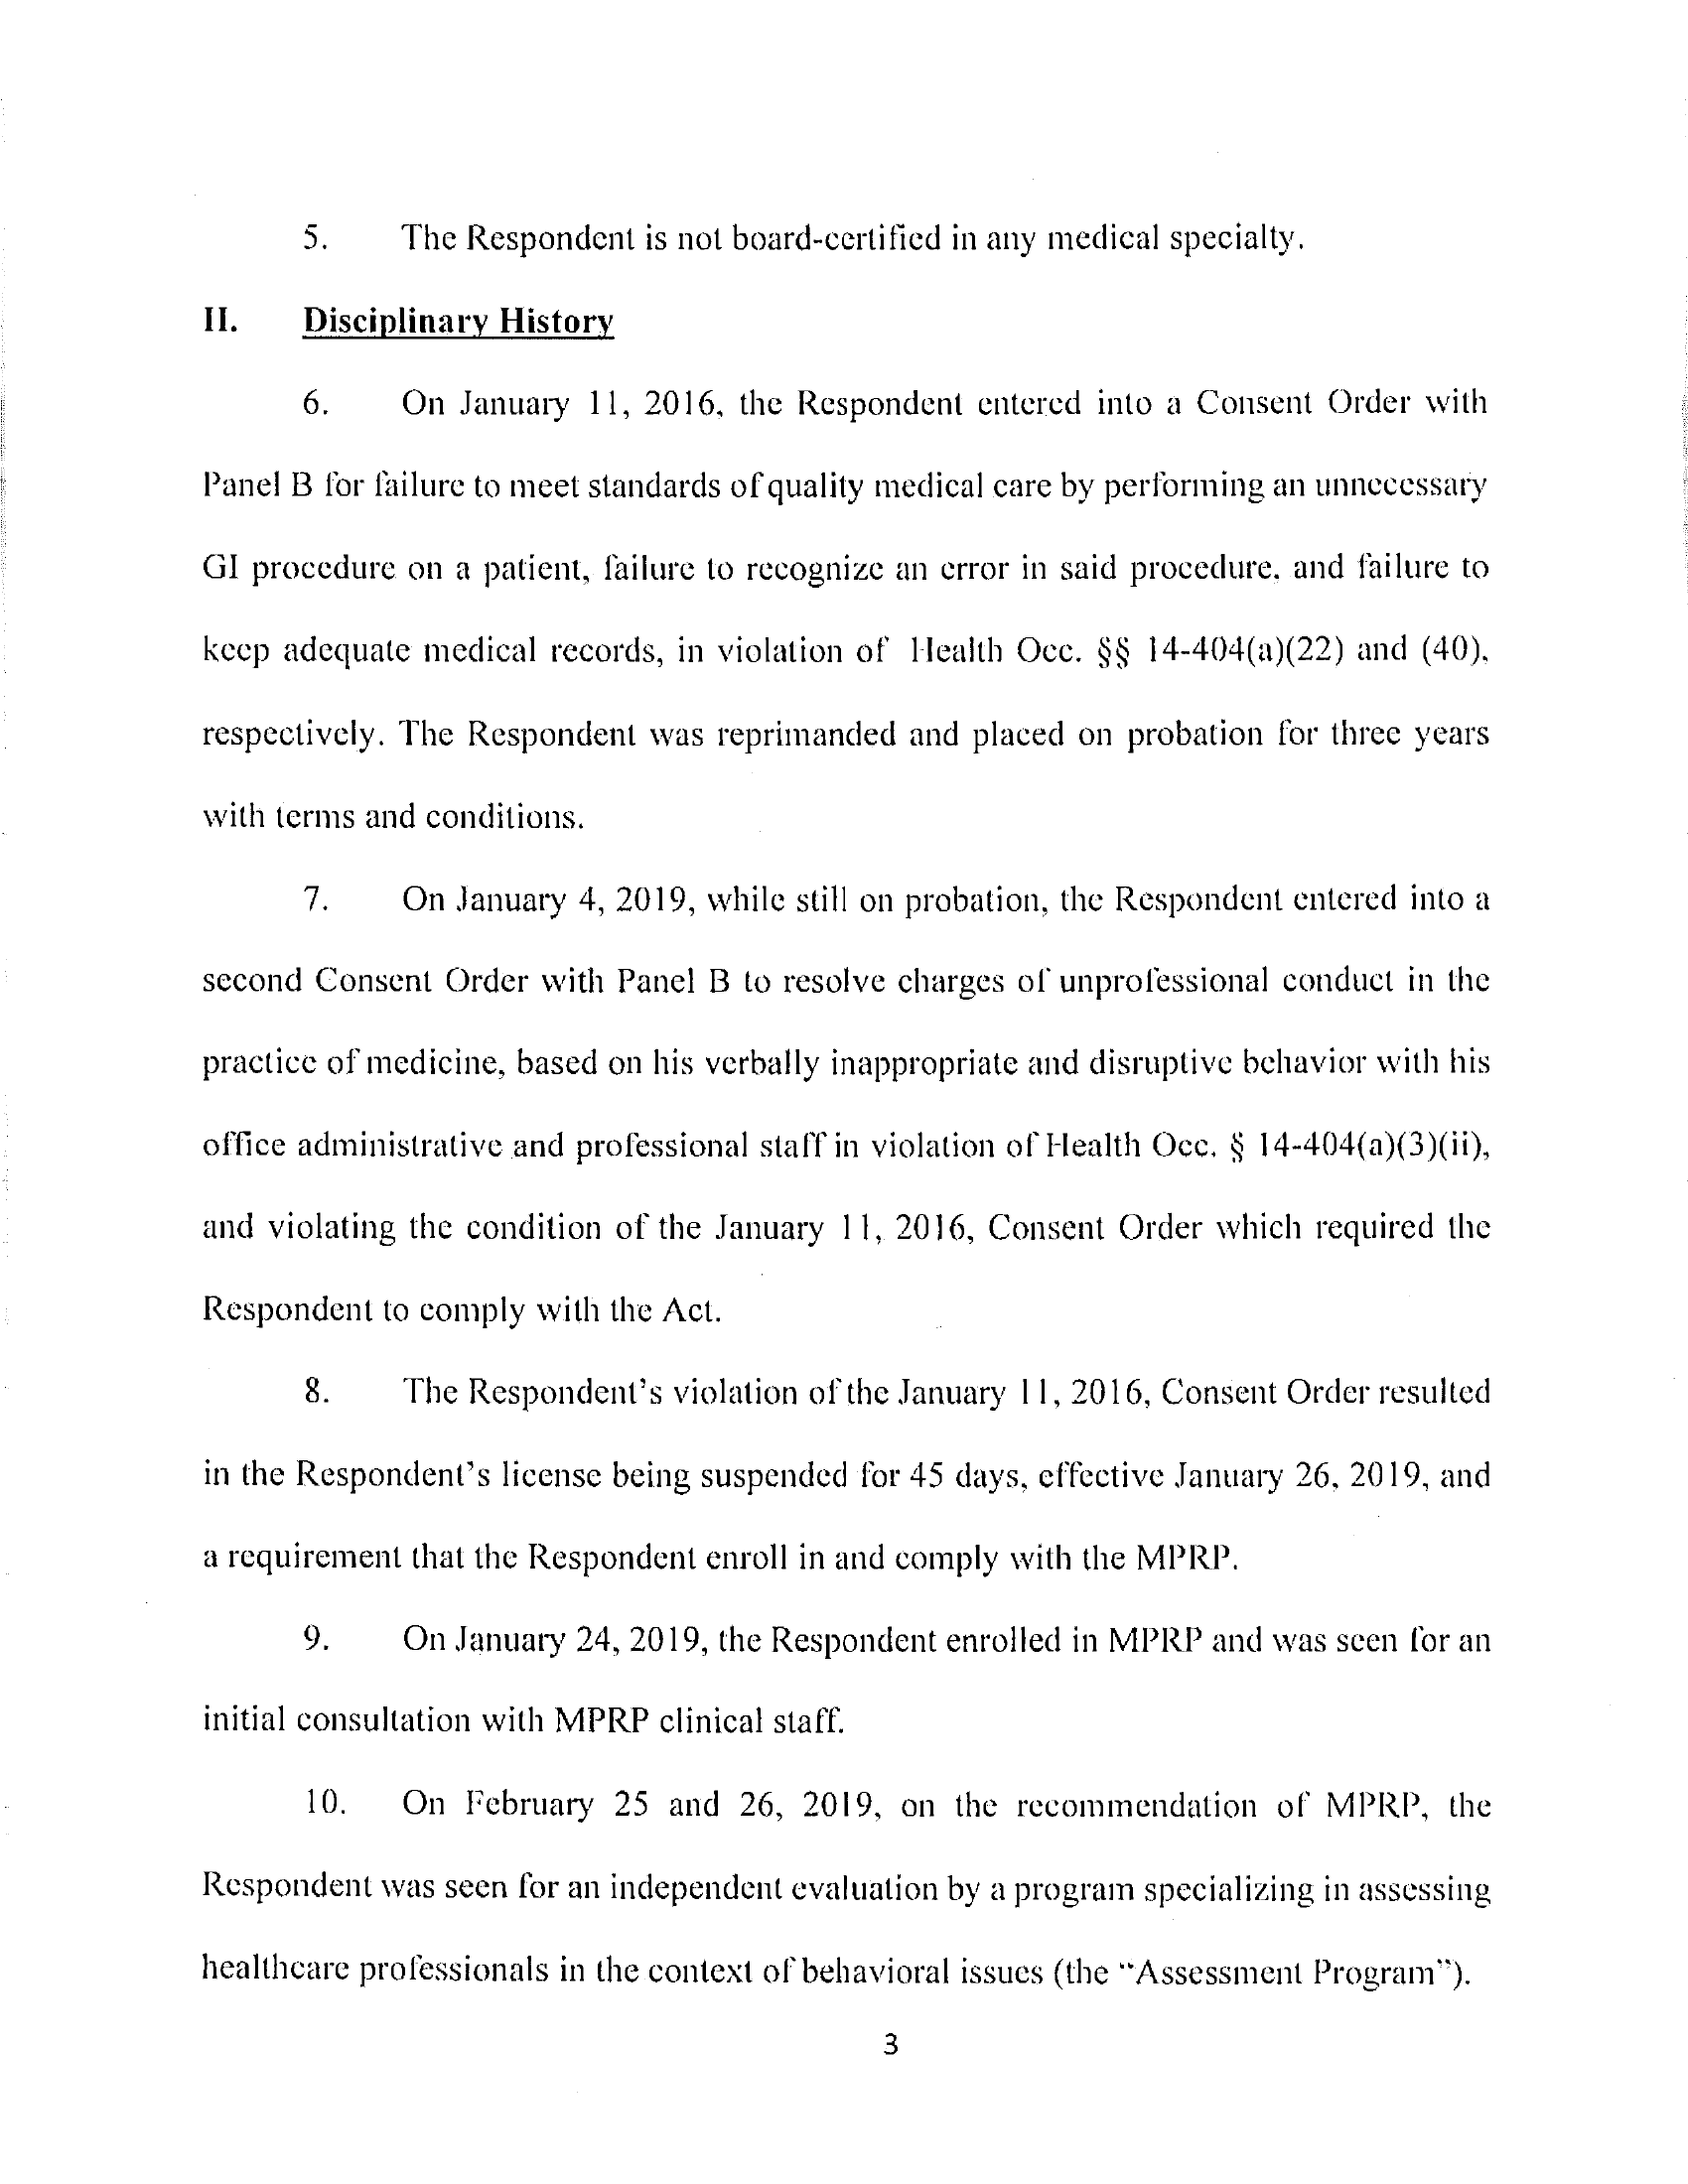 5. The Respondent is not board-certified in any medical specialty.
II. Disciplinary History
6. On January 11, 2016, the Respondent entered into a Consent Order with
Panel B for failure to meet standards of quality medical care by performing an unnecessary
GI procedure on a patient, failure to recognize an error in said procedure, and failure to
keep adequate medical records, in violation of Health Occ. §§ 14-404(a)(22) and (40),
respectively. The Respondent was reprimanded and placed on probation for three years
with terms and conditions.
7. On January 4, 2019, while still on probation, the Respondent entered into a
second Consent Order with Panel B to resolve charges of unprofessional conduct in the
practice of medicine, based on his verbally inappropriate and disruptive behavior with his
office administrative and professional staff in violation of Health Occ. § 14-404(a)(3)(ii),
and violating the condition of the January 11, 2016, Consent Order which required the
Respondent to comply with the Act.
8. The Respondent's violation of the January 11, 2016, Consent Order resulted
in the Respondent's license being suspended for 45 days, effective January 26, 2019, and
a requirement that the Respondent enroll in and comply with the MPRP.
9. On January 24, 2019, the Respondent enrolled in MPRP and was seen for an
initial consultation with MPRP clinical staff.
10. On February 25 and 26, 2019, on the recommendation of MPRP, the
Respondent was seen for an independent evaluation by a program specializing in assessing
healthcare professionals in the context of behavioral issues (the "Assessment Program").
3